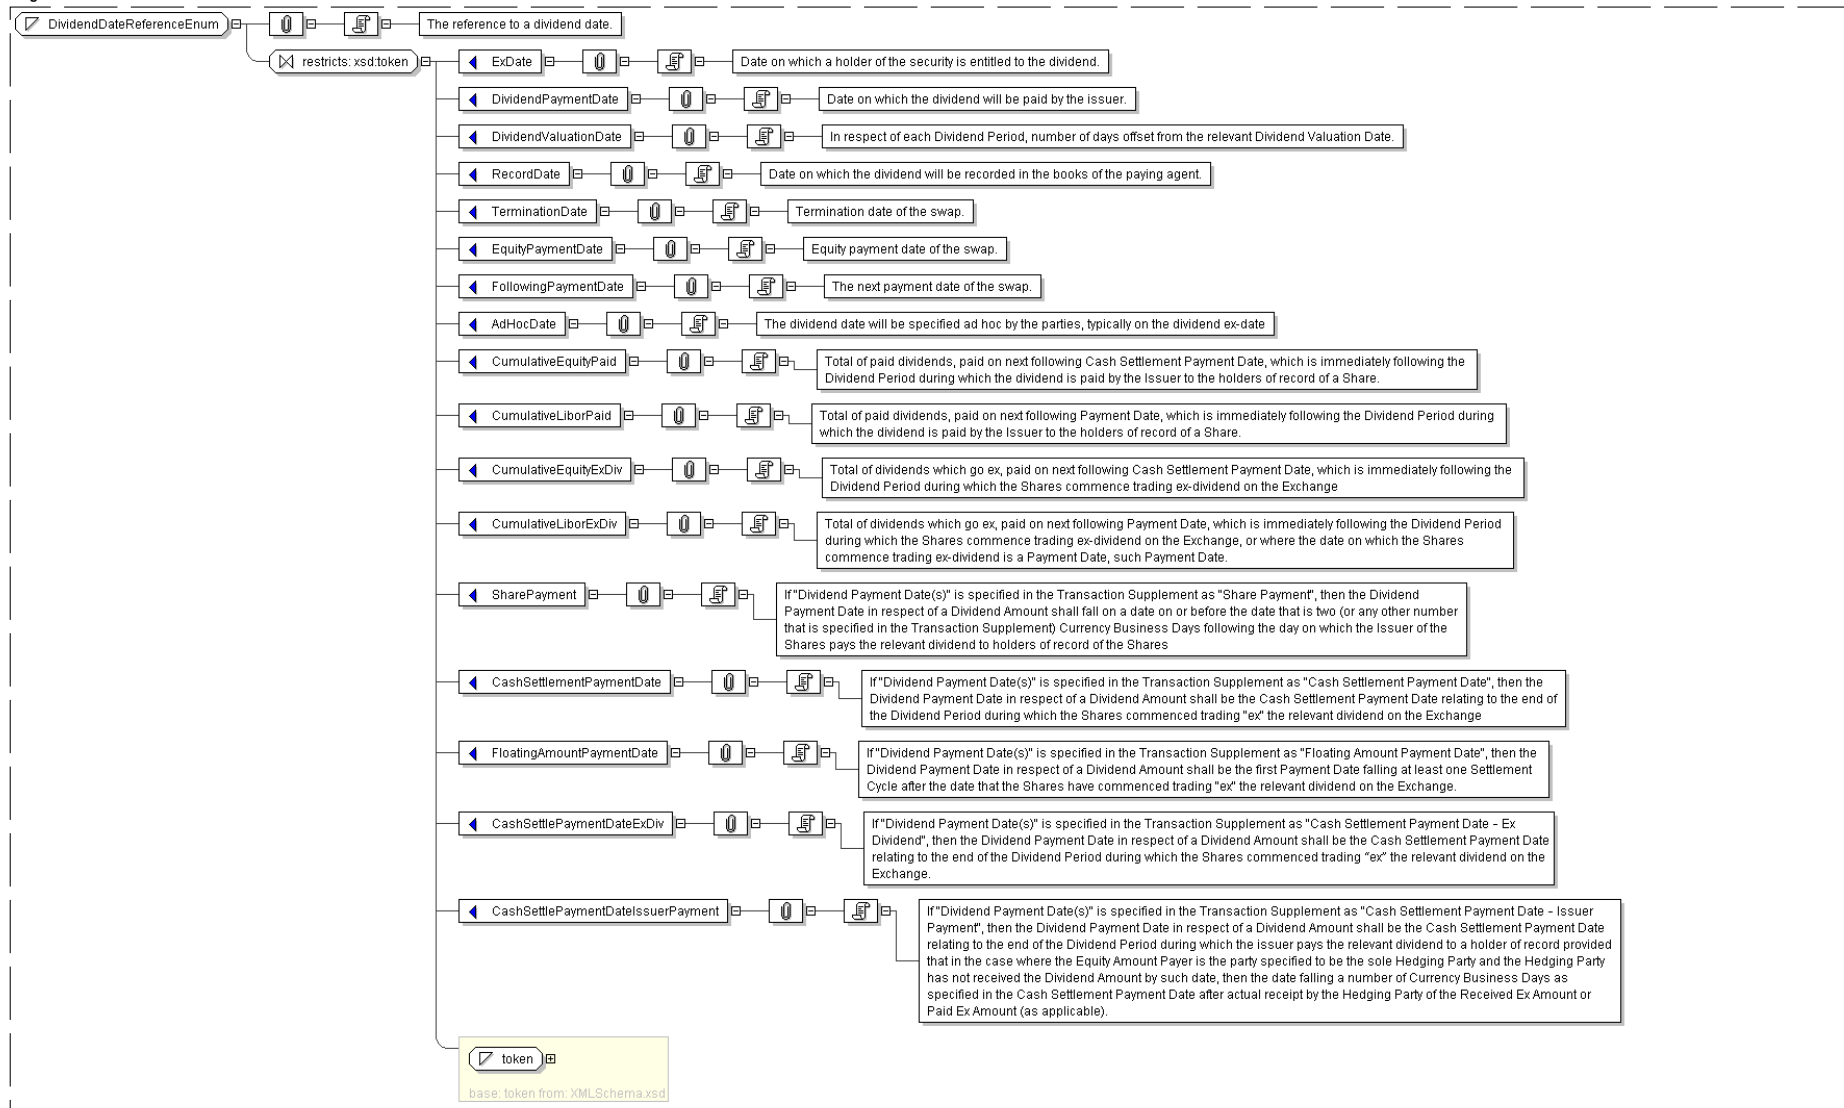 DividendDateReferenceEnum
The reference to a dividend date.
restricts: xsd:token
ExDate
Date on which a holder of the security is entitled to the dividend.
DividendPaymentDate
Date on which the dividend will be paid by the issuer.
DividendValuationDate
In respect of each Dividend Period, number of days offset from the relevant Dividend Valuation Date.
RecordDate
Date on which the dividend will be recorded in the books of the paying agent.
TerminationDate
Termination date of the swap.
EquityPaymentDate
Equity payment date of the swap.
FollowingPaymentDate
The next payment date of the swap.
AdHocDate
The dividend date will be specified ad hoc by the parties, typically on the dividend ex-date
CumulativeEquityPaid
Total of paid dividends, paid on next following Cash Settlement Payment Date, which is immediately following the
Dividend Period during which the dividend is paid by the Issuer to the holders of record of a Share.
CumulativeLiborPaid
Total of paid dividends, paid on next following Payment Date, which is immediately following the Dividend Period during
which the dividend is paid by the Issuer to the holders of record of a Share.
CumulativeEquityExDiv
Total of dividends which go ex, paid on next following Cash Settlement Payment Date, which is immediately following the
Dividend Period during which the Shares commence trading ex-dividend on the Exchange
CumulativeLiborExDiv
Total of dividends which go ex, paid on next following Payment Date, which is immediately following the Dividend Period
during which the Shares commence trading ex-dividend on the Exchange, or where the date on which the Shares
commence trading ex-dividend is a Payment Date, such Payment Date.
SharePayment
If "Dividend Payment Date(s)" is specified in the Transaction Supplement as "Share Payment", then the Dividend
Payment Date in respect of a Dividend Amount shall fall on a date on or before the date that is two (or any other number
that is specified in the Transaction Supplement) Currency Business Days following the day on which the Issuer of the
Shares pays the relevant dividend to holders of record of the Shares
CashSettlementPaymentDate
If "Dividend Payment Date(s)" is specified in the Transaction Supplement as "Cash Settlement Payment Date", then the
Dividend Payment Date in respect of a Dividend Amount shall be the Cash Settlement Payment Date relating to the end of
the Dividend Period during which the Shares commenced trading "ex" the relevant dividend on the Exchange
FloatingAmountPaymentDate
If "Dividend Payment Date(s)" is specified in the Transaction Supplement as "Floating Amount Payment Date", then the
Dividend Payment Date in respect of a Dividend Amount shall be the first Payment Date falling at least one Settlement
Cycle after the date that the Shares have commenced trading "ex" the relevant dividend on the Exchange.
CashSettlePaymentDateExDiv
If "Dividend Payment Date(s)" is specified in the Transaction Supplement as "Cash Settlement Payment Date – Ex
Dividend", then the Dividend Payment Date in respect of a Dividend Amount shall be the Cash Settlement Payment Date
relating to the end of the Dividend Period during which the Shares commenced trading “ex” the relevant dividend on the
Exchange.
CashSettlePaymentDateIssuerPayment
If "Dividend Payment Date(s)" is specified in the Transaction Supplement as "Cash Settlement Payment Date – Issuer
Payment", then the Dividend Payment Date in respect of a Dividend Amount shall be the Cash Settlement Payment Date
relating to the end of the Dividend Period during which the issuer pays the relevant dividend to a holder of record provided
that in the case where the Equity Amount Payer is the party specified to be the sole Hedging Party and the Hedging Party
has not received the Dividend Amount by such date, then the date falling a number of Currency Business Days as
specified in the Cash Settlement Payment Date after actual receipt by the Hedging Party of the Received Ex Amount or
Paid Ex Amount (as applicable).
token
base: token from: XMLSchema.xsd